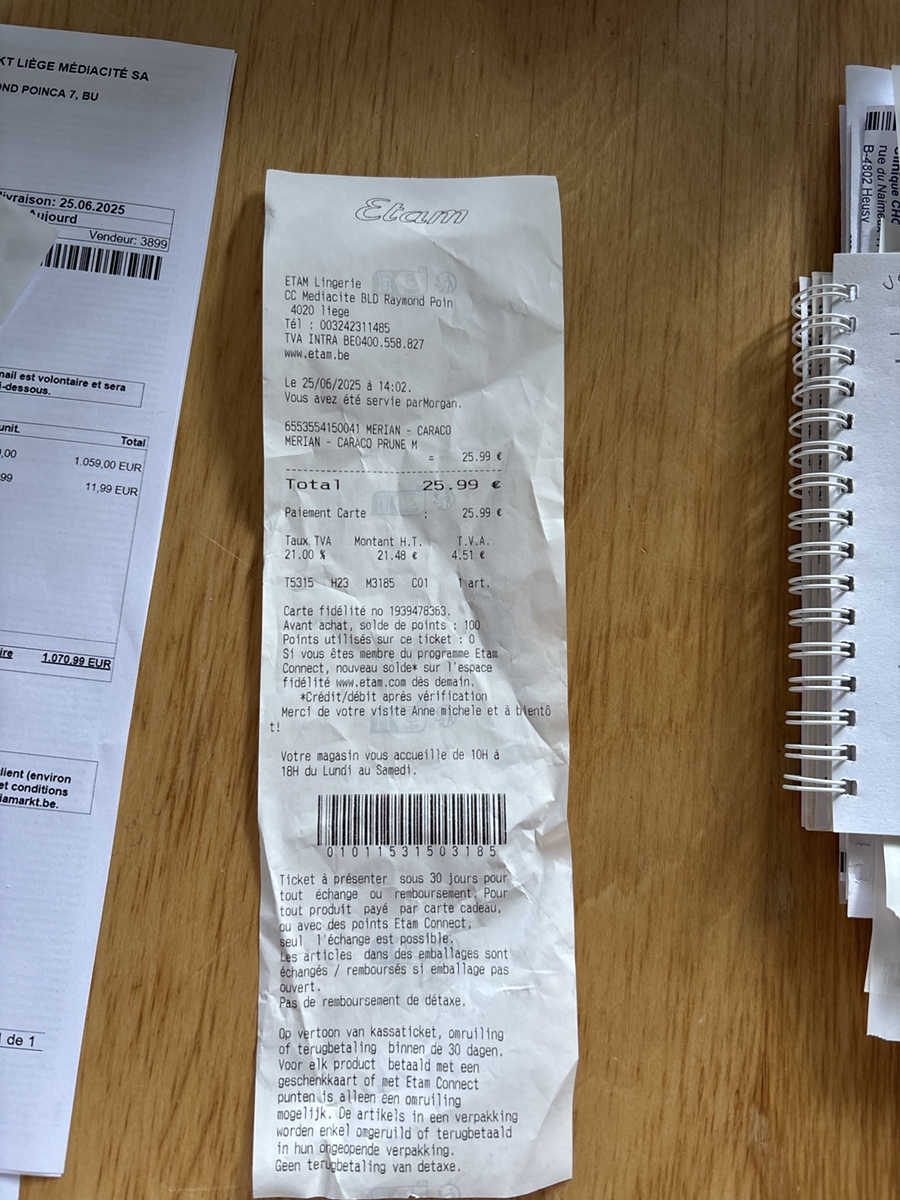 KT LIÈGE MÉDIACITÉ SA
OND POINCA 7, BU
ivraison: 25.06.2025
Aujourd
Vendeur: 3899
nail est volontaire et sera
i-dessous.
unit.
Total
0,00
1.059,00 EUR
999
11,99 EUR
ire
1.070,99 EUR
lient (environ
et conditions
iamarkt.be.
1 de 1
Etam
ETAM Lingerie
CC Mediacite BLD Raymond Poin
4020 liege
Tél : 003242311485
TVA INTRA BE0400.558.827
www.etam.be
Le 25/06/2025 à 14:02.
Vous avez été servie parMorgan.
6553554150041 MERIAN - CARACO
MERIAN - CARACO PRUNE M
= 25.99 €
Total 25.99 €
Paiement Carte : 25.99 €
Taux TVA Montant H.T. T.V.A.
21.00 % 21.48 € 4.51 €
T5315 H23 M3185 C01 1 art.
Carte fidélité no 1939478363.
Avant achat, solde de points : 100
Points utilisés sur ce ticket : 0
Si vous êtes membre du programme Etam
Connect, nouveau solde* sur l'espace
fidélité www.etam.com dès demain.
*Crédit/débit après vérification
Merci de votre visite Anne michele et à bientô
t!
Votre magasin vous accueille de 10H à
18H du Lundi au Samedi.
01011531503185
Ticket à présenter sous 30 jours pour
tout échange ou remboursement. Pour
tout produit payé par carte cadeau,
ou avec des points Etam Connect,
seul l'échange est possible.
Les articles dans des emballages sont
échangés / remboursés si emballage pas
ouvert.
Pas de remboursement de détaxe.
Op vertoon van kassaticket, omruiling
of terugbetaling binnen de 30 dagen.
Voor elk product betaald met een
geschenkkaart of met Etam Connect
punten is alleen een omruiling
mogelijk. De artikels in een verpakking
worden enkel omgeruild of terugbetaald
in hun ongeopende verpakking.
Geen terugbetaling van detaxe.
Clinique CHC
rue du Naim
B-4802 Heusy